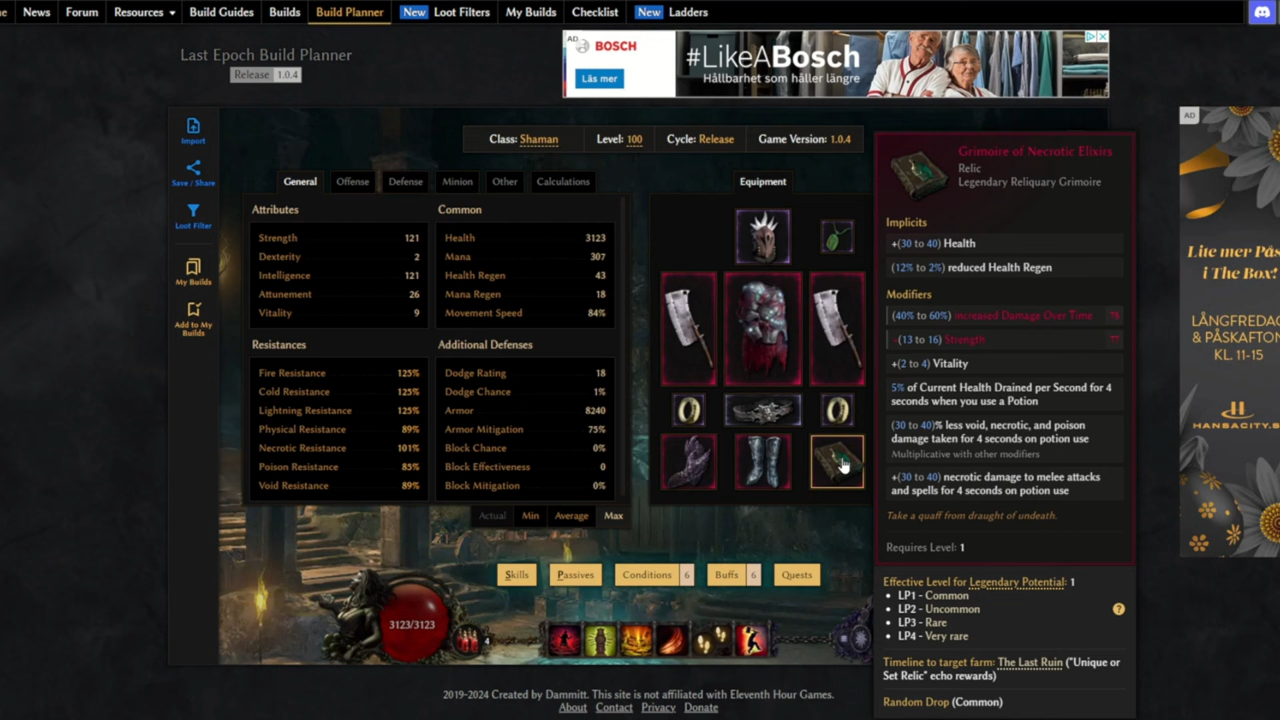 News Forum Resources Build Guides Builds Build Planner New Loot Filters My Builds Checklist New Ladders
Last Epoch Build Planner
Release 1.0.4
AD
BOSCH
Läs mer
#LikeABosch
Hållbarhet som håller längre
Import
Save / Share
Loot Filter
My Builds
Add to My
Builds
Class: Shaman Level: 100 Cycle: Release Game Version: 1.0.4
General Offense Defense Minion Other Calculations
Attributes
Strength 121
Dexterity 2
Intelligence 121
Attunement 26
Vitality 9
Common
Health 3123
Mana 307
Health Regen 43
Mana Regen 18
Movement Speed 84%
Resistances
Fire Resistance 125%
Cold Resistance 125%
Lightning Resistance 125%
Physical Resistance 89%
Necrotic Resistance 101%
Poison Resistance 85%
Void Resistance 89%
Additional Defenses
Dodge Rating 18
Dodge Chance 1%
Armor 8240
Armor Mitigation 75%
Block Chance 0%
Block Effectiveness 0
Block Mitigation 0%
Actual Min Average Max
Equipment
Skills Passives Conditions 6 Buffs 6 Quests
3123/3123
4
Grimoire of Necrotic Elixirs
Relic
Legendary Reliquary Grimoire
Implicits
+(30 to 40) Health
(12% to 2%) reduced Health Regen
Modifiers
(40% to 60%) increased Damage Over Time
(13 to 16) Strength
+(2 to 4) Vitality
5% of Current Health Drained per Second for 4
seconds when you use a Potion
(30 to 40)% less void, necrotic, and poison
damage taken for 4 seconds on potion use
Multiplicative with other modifiers
+(30 to 40) necrotic damage to melee attacks
and spells for 4 seconds on potion use
Take a quaff from draught of undeath.
Requires Level: 1
Effective Level for Legendary Potential: 1
• LP1 - Common
• LP2 - Uncommon
• LP3 - Rare
• LP4 - Very rare
?
Timeline to target farm: The Last Ruin ("Unique or
Set Relic" echo rewards)
Random Drop (Common)
AD
i The Box!
LÅNGFREDAG
& PÅSKAFTON
KL. 11-15
HANSACITY.S
2019-2024 Created by Dammitt. This site is not affiliated with Eleventh Hour Games.
About Contact Privacy Donate